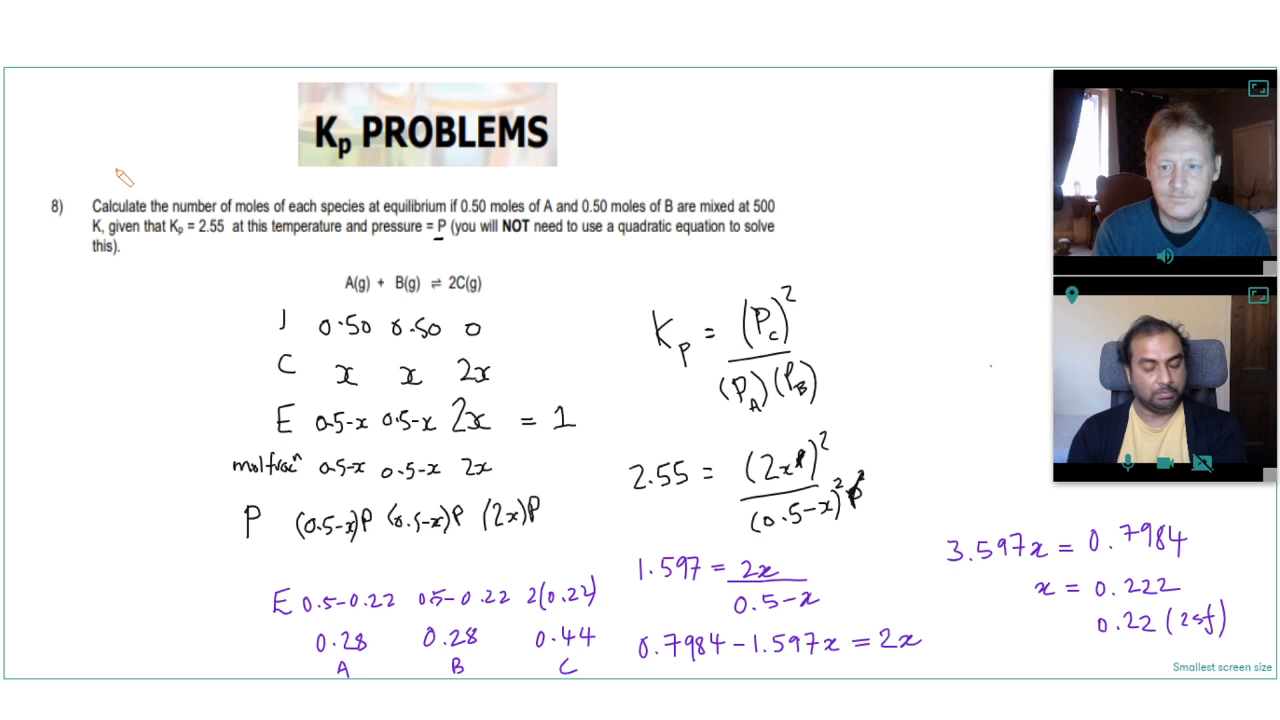 Kp PROBLEMS
8) Calculate the number of moles of each species at equilibrium if 0.50 moles of A and 0.50 moles of B are mixed at 500
K, given that Kp = 2.55 at this temperature and pressure = P (you will NOT need to use a quadratic equation to solve
this).
A(g) + B(g) ⇌ 2C(g)
I 0.50 0.50 0
C x x 2x
E 0.5-x 0.5-x 2x = 1
mol fracⁿ 0.5-x 0.5-x 2x
P (0.5-x)P (0.5-x)P (2x)P
E 0.5-0.22 0.5-0.22 2(0.22)
0.28 0.28 0.44
A B C
Kp = (Pc)²
(PA)(PB)
2.55 = (2xP)²
(0.5-x)²P²
1.597 = 2x
0.5-x
0.7984-1.597x = 2x
3.597x = 0.7984
x = 0.222
0.22 (2sf)
Smallest screen size